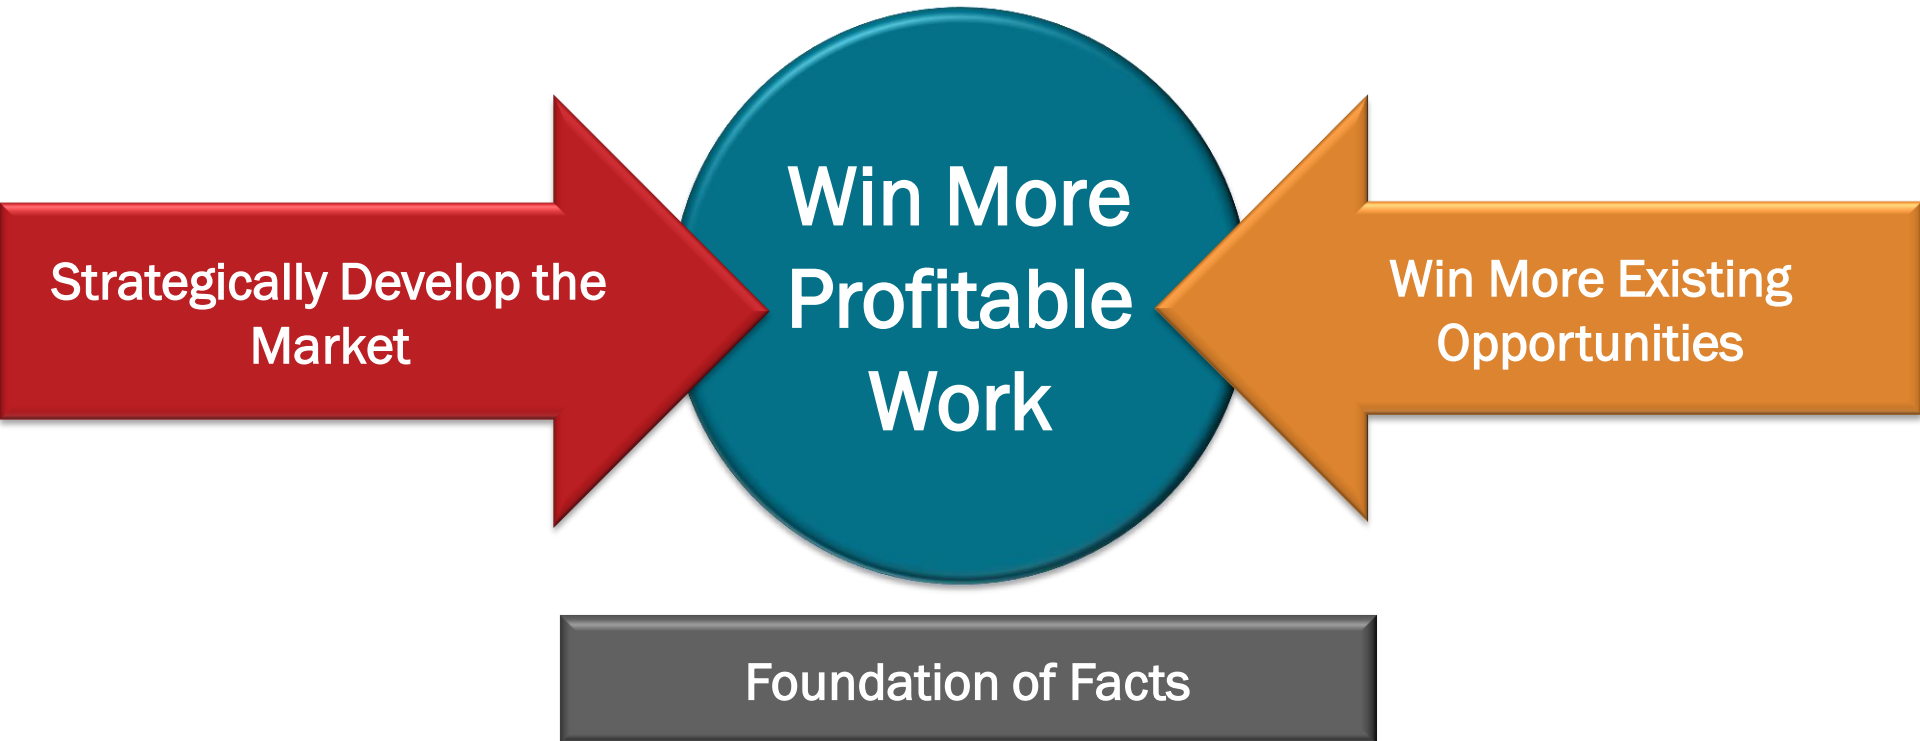 Strategically Develop the
Market
Win More
Profitable
Work
Win More Existing
Opportunities
Foundation of Facts